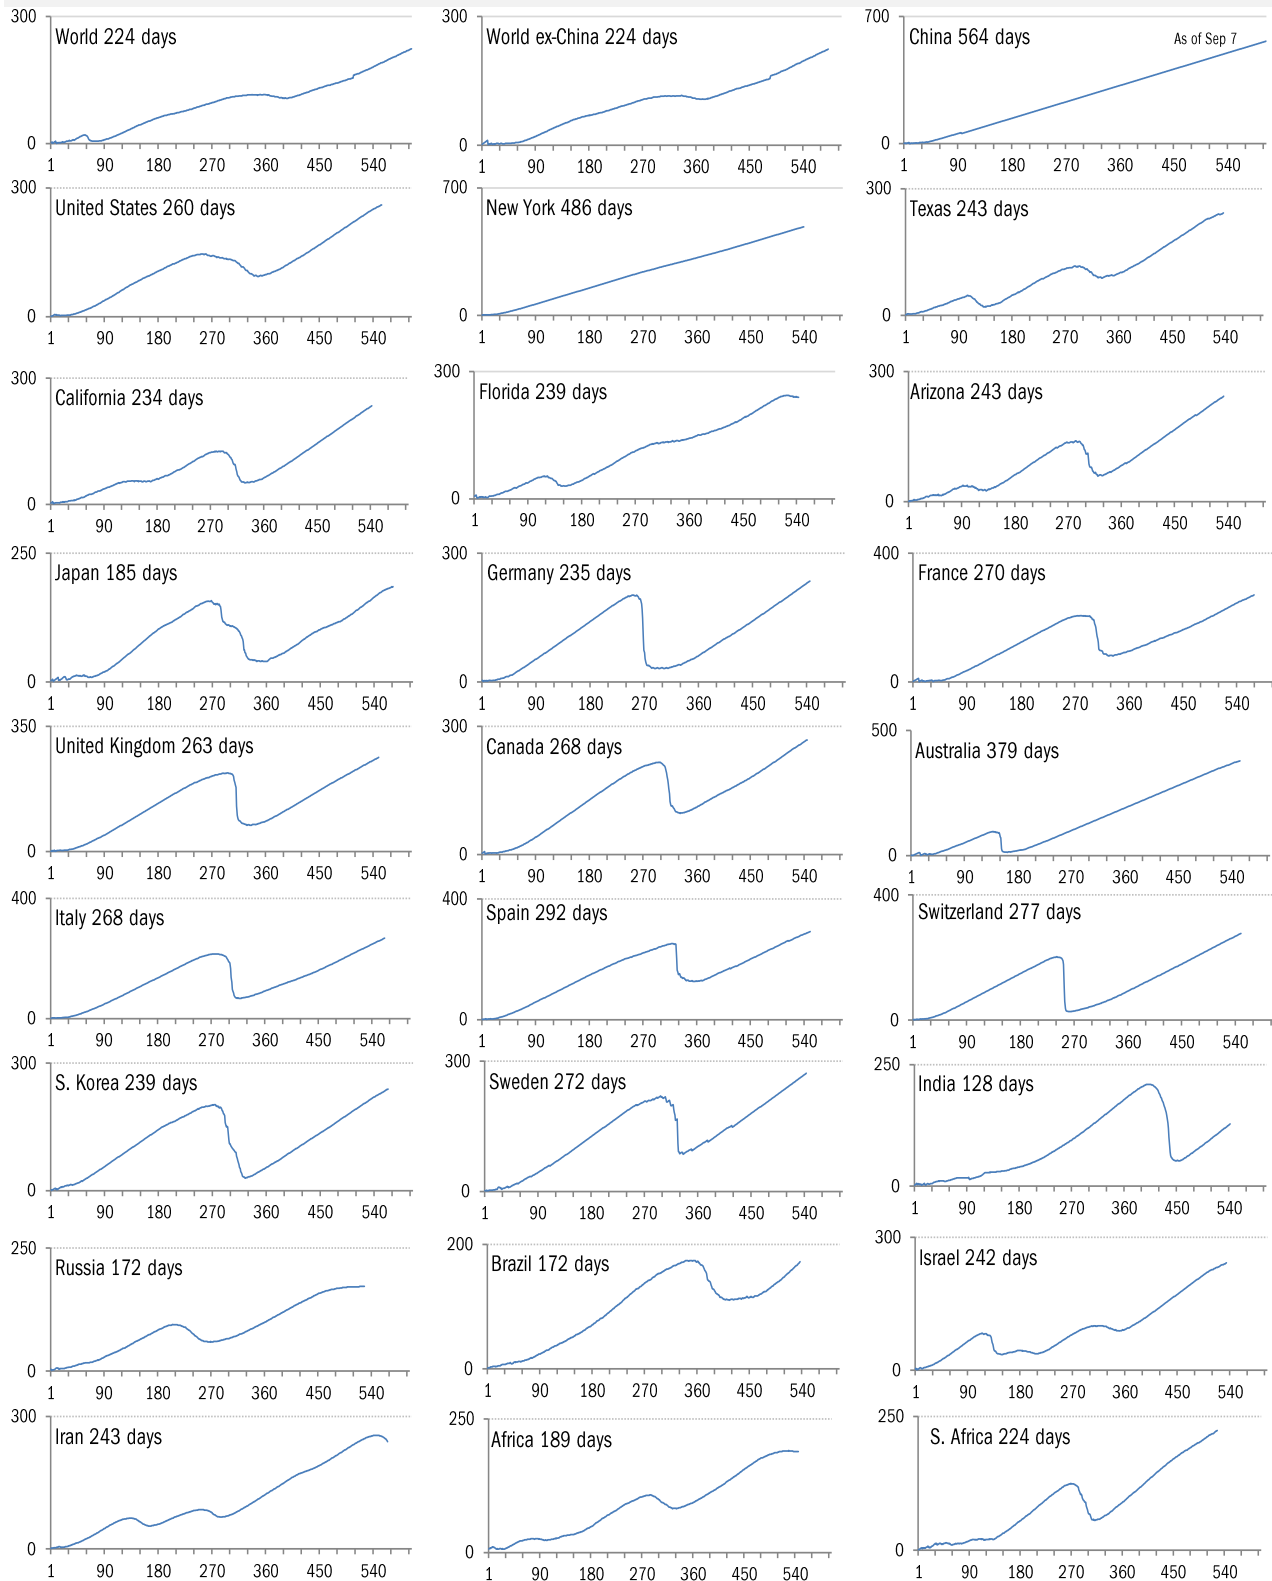 300
World 224 days
0
1 90 180 270 360 450 540
300
World ex-China 224 days
0
1 90 180 270 360 450 540
700
China 564 days
As of Sep 7
0
1 90 180 270 360 450 540
300
United States 260 days
0
1 90 180 270 360 450 540
700
New York 486 days
0
1 90 180 270 360 450 540
300
Texas 243 days
0
1 90 180 270 360 450 540
300
California 234 days
0
1 90 180 270 360 450 540
300
Florida 239 days
0
1 90 180 270 360 450 540
300
Arizona 243 days
0
1 90 180 270 360 450 540
250
Japan 185 days
0
1 90 180 270 360 450 540
300
Germany 235 days
0
1 90 180 270 360 450 540
400
France 270 days
0
1 90 180 270 360 450 540
350
United Kingdom 263 days
0
1 90 180 270 360 450 540
300
Canada 268 days
0
1 90 180 270 360 450 540
500
Australia 379 days
0
1 90 180 270 360 450 540
400
Italy 268 days
0
1 90 180 270 360 450 540
400
Spain 292 days
0
1 90 180 270 360 450 540
400
Switzerland 277 days
0
1 90 180 270 360 450 540
300
S. Korea 239 days
0
1 90 180 270 360 450 540
300
Sweden 272 days
0
1 90 180 270 360 450 540
250
India 128 days
0
1 90 180 270 360 450 540
250
Russia 172 days
0
1 90 180 270 360 450 540
200
Brazil 172 days
0
1 90 180 270 360 450 540
300
Israel 242 days
0
1 90 180 270 360 450 540
300
Iran 243 days
0
1 90 180 270 360 450 540
250
Africa 189 days
0
1 90 180 270 360 450 540
250
S. Africa 224 days
0
1 90 180 270 360 450 540